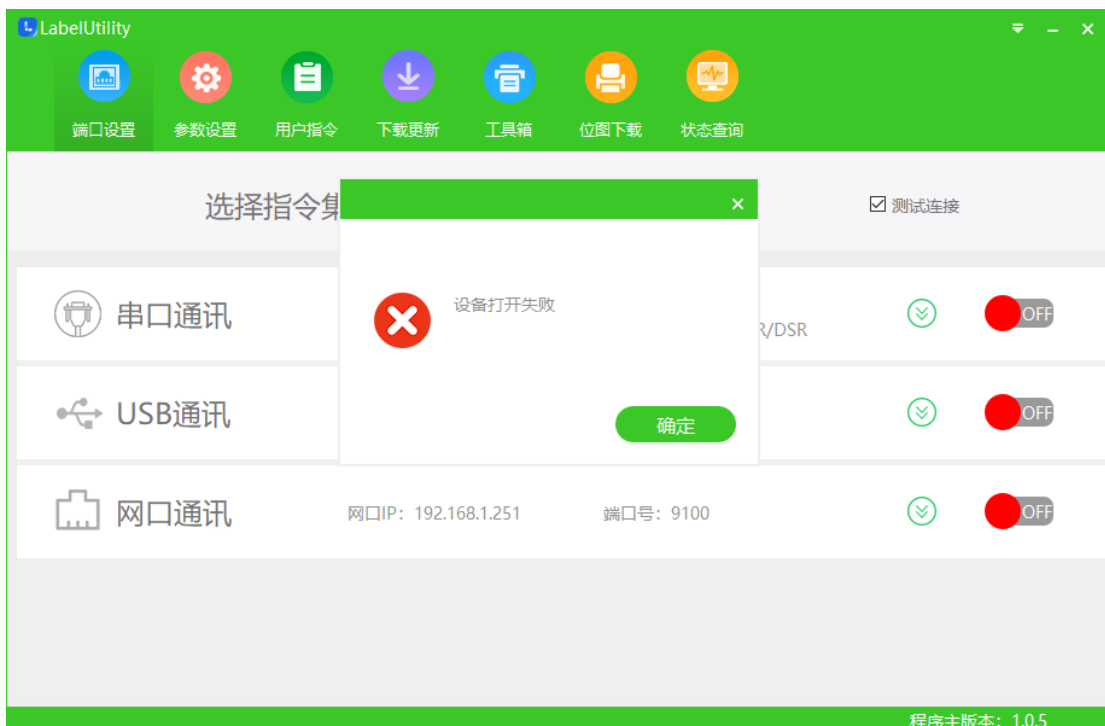 LabelUtility
端口设置 参数设置 用户指令 下载更新 工具箱 位图下载 状态查询
选择指令集
测试连接
设备打开失败
确定
串口通讯
R/DSR
OFF
USB通讯
OFF
网口通讯
网口IP: 192.168.1.251 端口号: 9100
OFF
程序主版本: 1.0.5